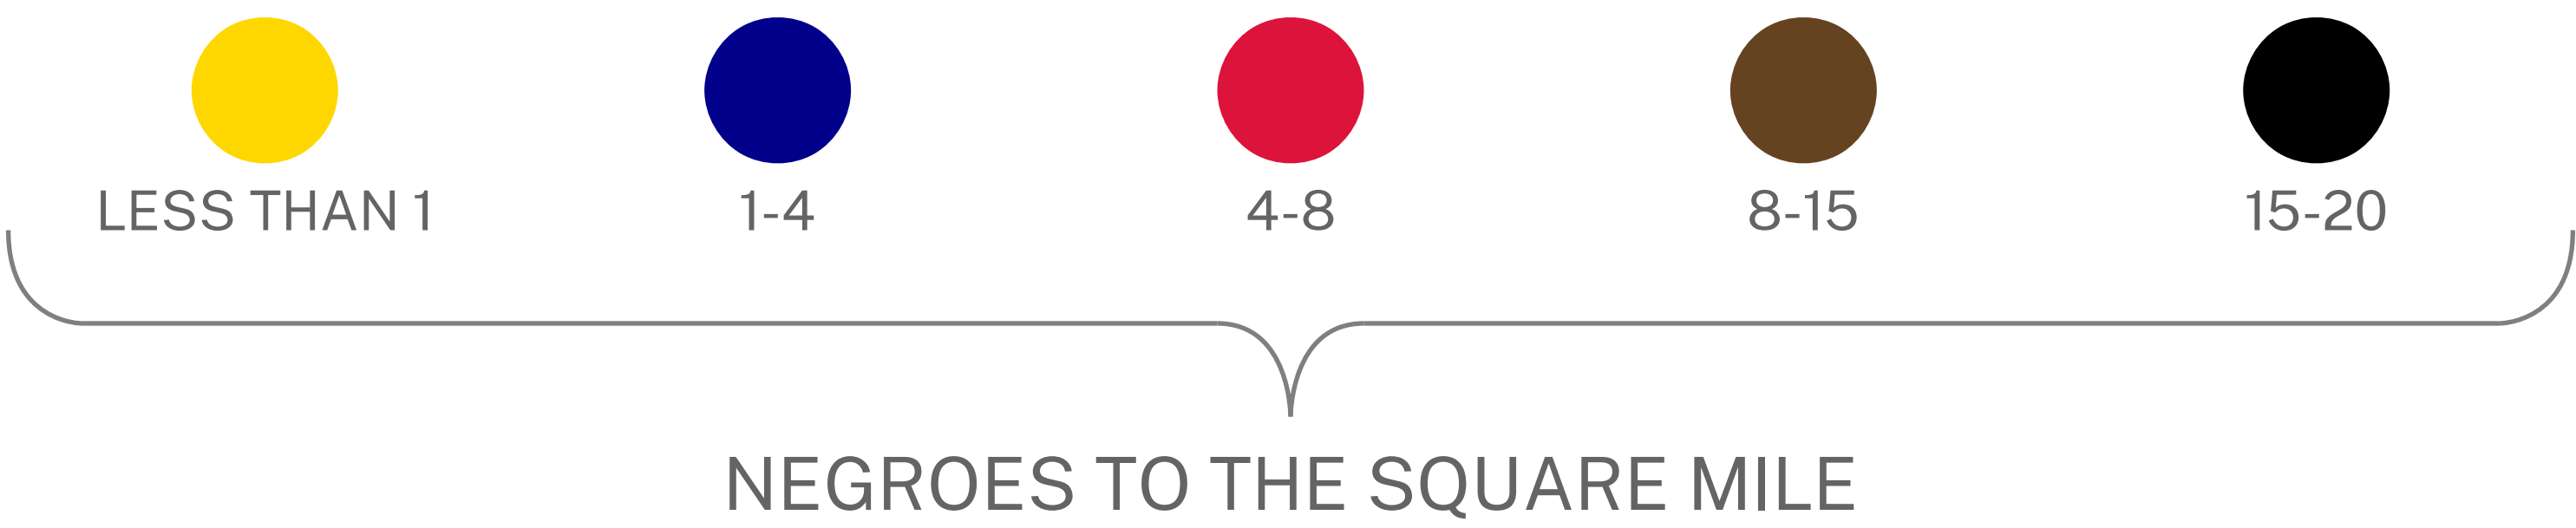 LESS THAN 1 1-4 4-8 8-15 15-20
NEGROES TO THE SQUARE MILE